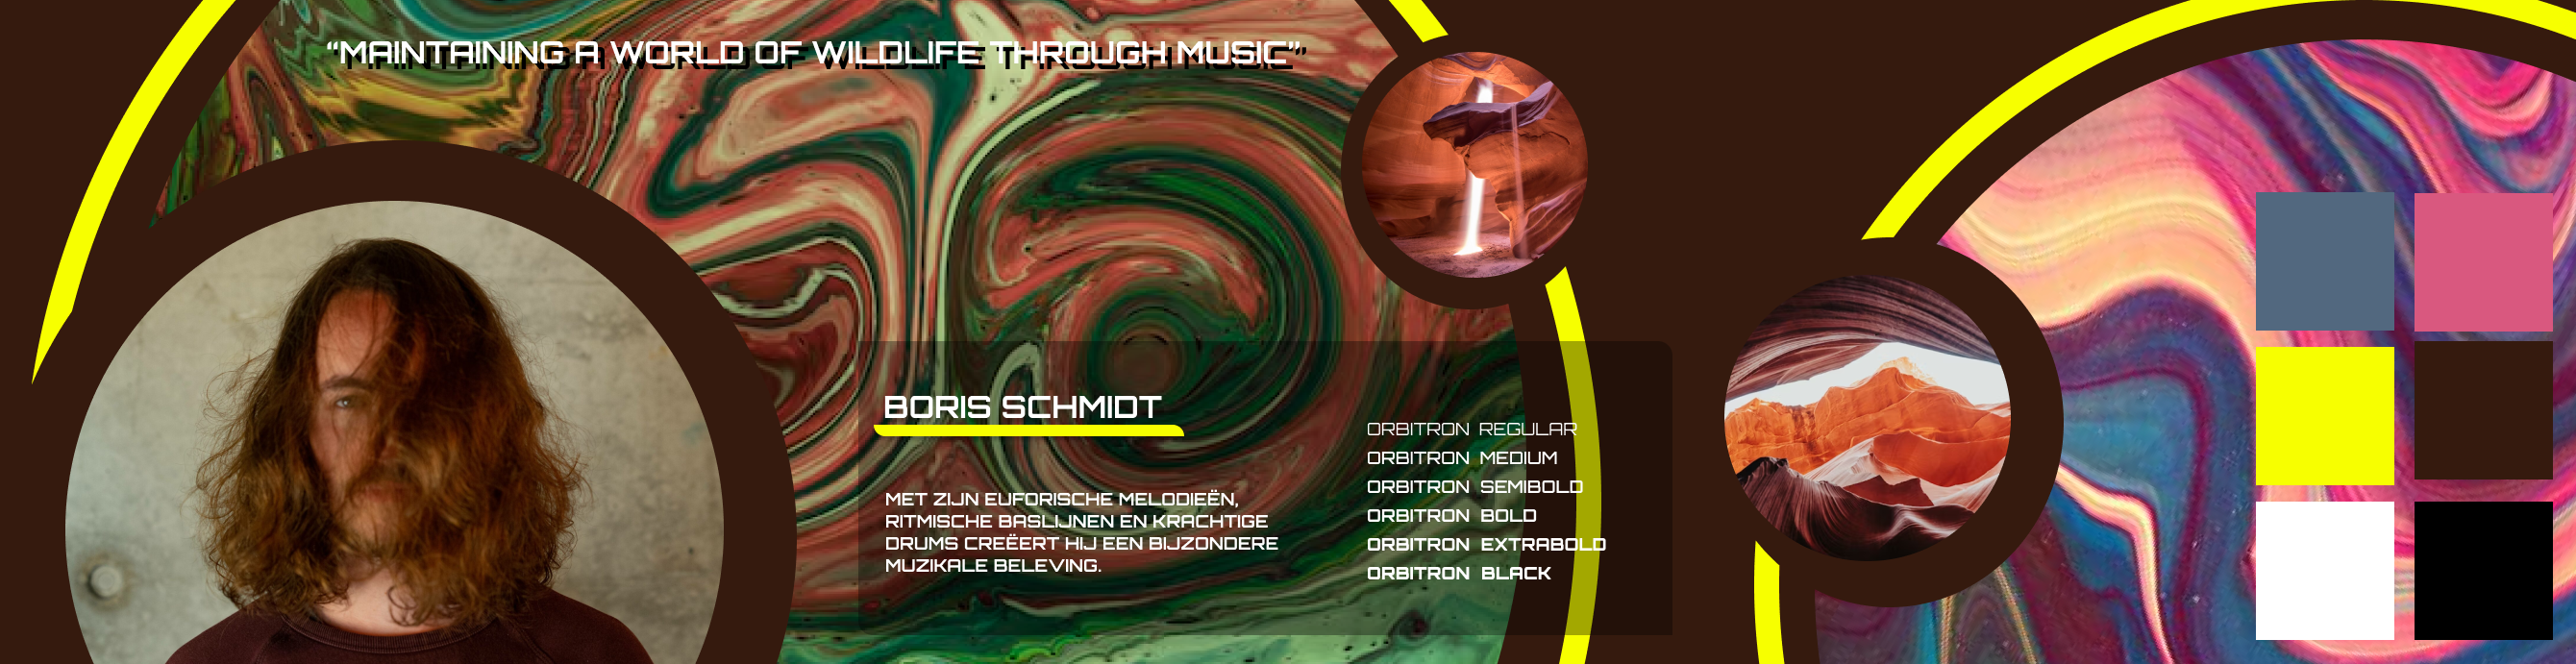 “MAINTAINING A WORLD OF WILDLIFE THROUGH MUSIC”
BORIS SCHMIDT
MET ZIJN EUFORISCHE MELODIEËN,
RITMISCHE BASLIJNEN EN KRACHTIGE
DRUMS CREËERT HIJ EEN BIJZONDERE
MUZIKALE BELEVING.
ORBITRON REGULAR
ORBITRON MEDIUM
ORBITRON SEMIBOLD
ORBITRON BOLD
ORBITRON EXTRABOLD
ORBITRON BLACK